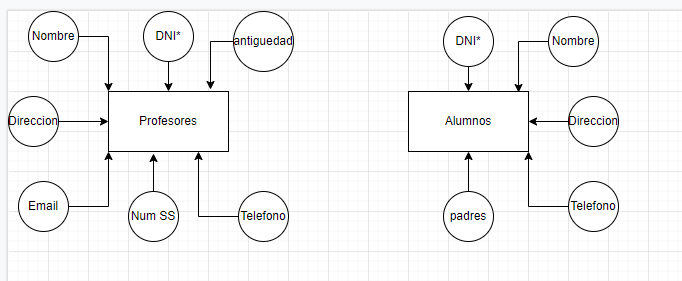 Nombre
DNI*
antiguedad
Direccion
Profesores
Email
Num SS
Telefono
DNI*
Nombre
Alumnos
Direccion
padres
Telefono